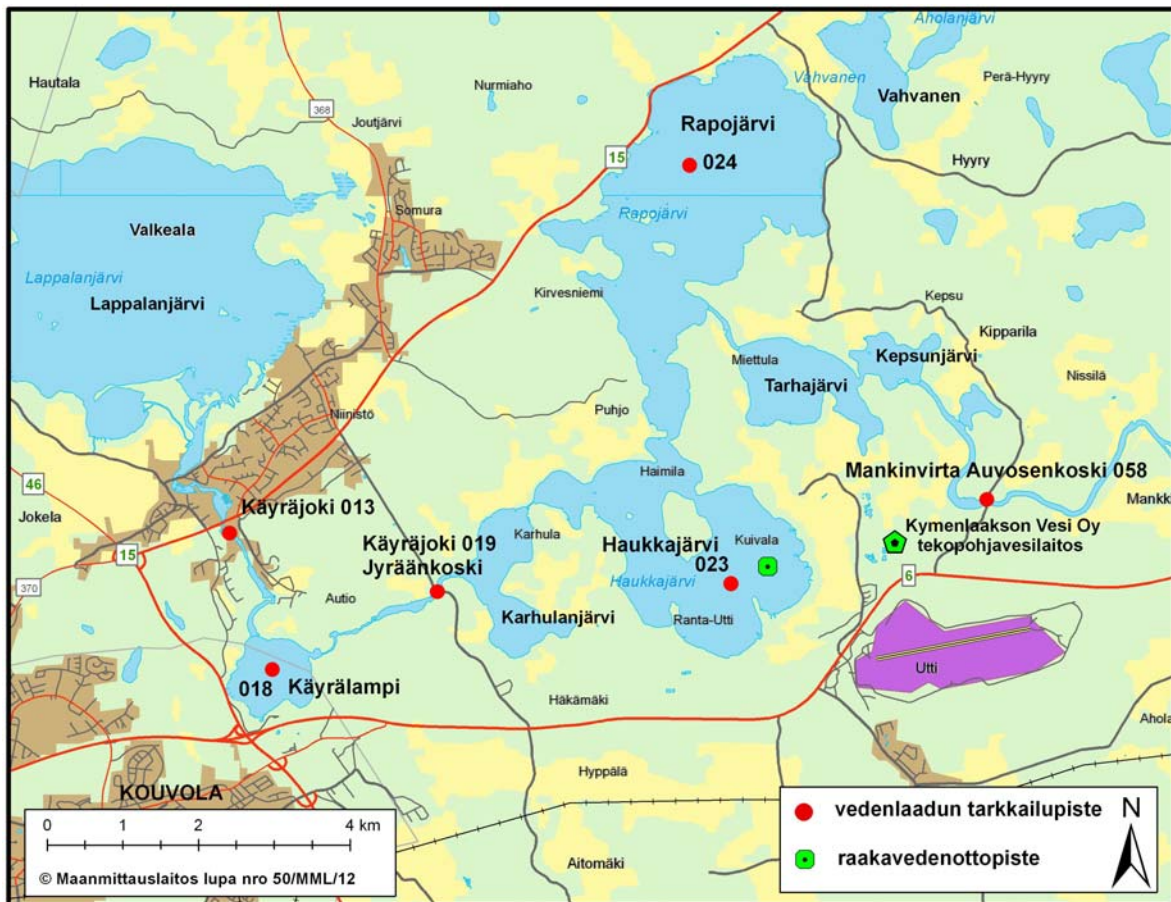 Aholanjärvi
Hautala
368
Nurmiaho
Vahvanen
Perä-Hyyry
Vahvanen
Joutjärvi
Rapojärvi
15
024
Hyyry
Somura
Rapojärvi
Valkeala
Lappalanjärvi
Lappalanjärvi
Kirvesniemi
Kepsu
Kipparila
Miettula
Kepsunjärvi
Nissilä
Tarhajärvi
Puhjo
Niinistö
Haimila
Mankinvirta Auvosenkoski 058
46
Mankk
Jokela
Käyräjoki 013
Kymenlaakson Vesi Oy
tekopohjavesilaitos
Karhula
Kuivala
Käyräjoki 019
Jyräänkoski
Haukkajärvi
023
Haukkajärvi
15
6
370
Autio
Karhulanjärvi
Ranta-Utti
Utti
018
Käyrälampi
Häkämäki
Ahola
Hyppälä
KOUVOLA
0 1 2 4 km
© Maanmittauslaitos lupa nro 50/MML/12
Aitomäki
vedenlaadun tarkkailupiste
raakavedenottopiste
N